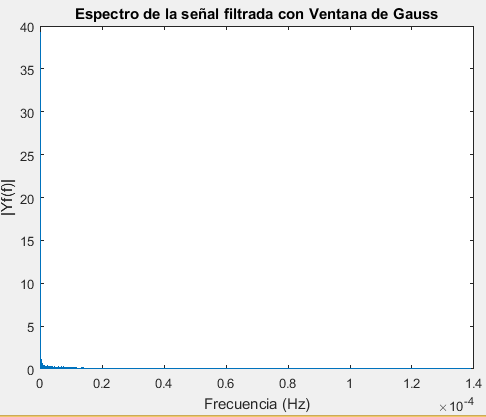 Espectro de la señal filtrada con Ventana de Gauss
40
35
30
25
20
15
10
5
0
|Yf(f)|
0 0.2 0.4 0.6 0.8 1 1.2 1.4
×10^-4
Frecuencia (Hz)